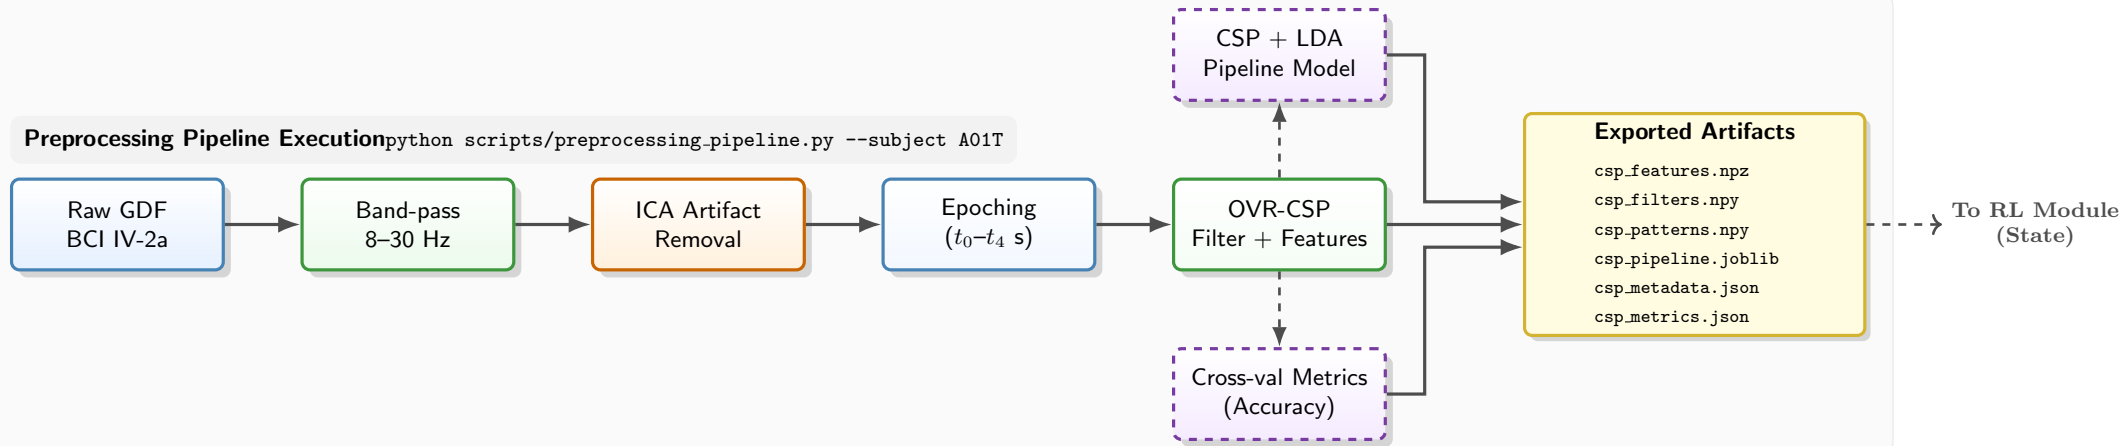 Preprocessing Pipeline Executionpython scripts/preprocessing_pipeline.py --subject A01T
Raw GDF
BCI IV-2a
Band-pass
8–30 Hz
ICA Artifact
Removal
Epoching
(t₀–t₄ s)
OVR-CSP
Filter + Features
CSP + LDA
Pipeline Model
Cross-val Metrics
(Accuracy)
Exported Artifacts
csp_features.npz
csp_filters.npy
csp_patterns.npy
csp_pipeline.joblib
csp_metadata.json
csp_metrics.json
To RL Module
(State)